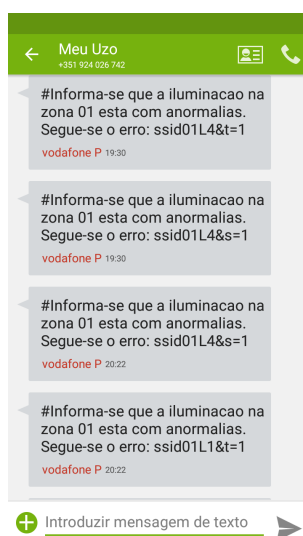 Meu Uzo
+351 924 026 742
#Informa-se que a iluminacao na
zona 01 esta com anormalias.
Segue-se o erro: ssid01L4&t=1
vodafone P 19:30
#Informa-se que a iluminacao na
zona 01 esta com anormalias.
Segue-se o erro: ssid01L4&s=1
vodafone P 19:30
#Informa-se que a iluminacao na
zona 01 esta com anormalias.
Segue-se o erro: ssid01L4&s=1
vodafone P 20:22
#Informa-se que a iluminacao na
zona 01 esta com anormalias.
Segue-se o erro: ssid01L1&t=1
vodafone P 20:22
Introduzir mensagem de texto